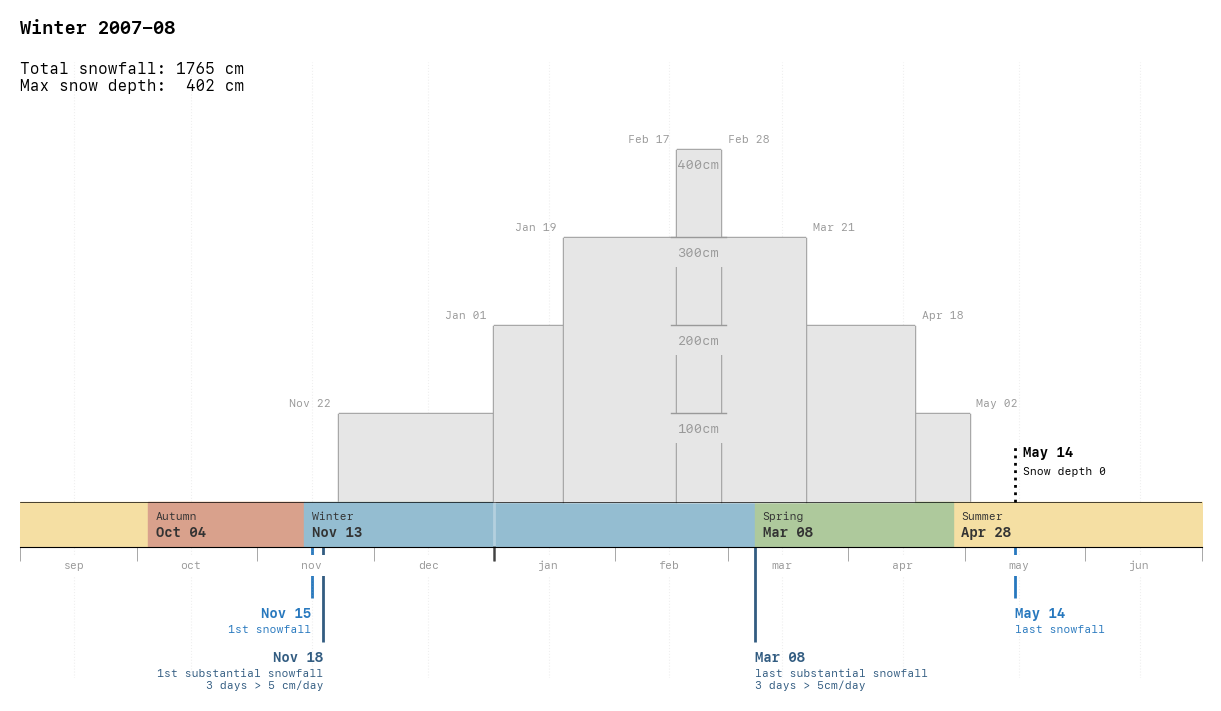 Winter 2007–08
Total snowfall: 1765 cm
Max snow depth:  402 cm
Feb 17
Feb 28
400cm
Jan 19
Mar 21
300cm
Jan 01
Apr 18
200cm
Nov 22
May 02
100cm
May 14
Snow depth 0
Autumn
Oct 04
Winter
Nov 13
Spring
Mar 08
Summer
Apr 28
sep oct nov dec jan feb mar apr may jun
Nov 15
1st snowfall
May 14
last snowfall
Nov 18
1st substantial snowfall
3 days > 5 cm/day
Mar 08
last substantial snowfall
3 days > 5cm/day